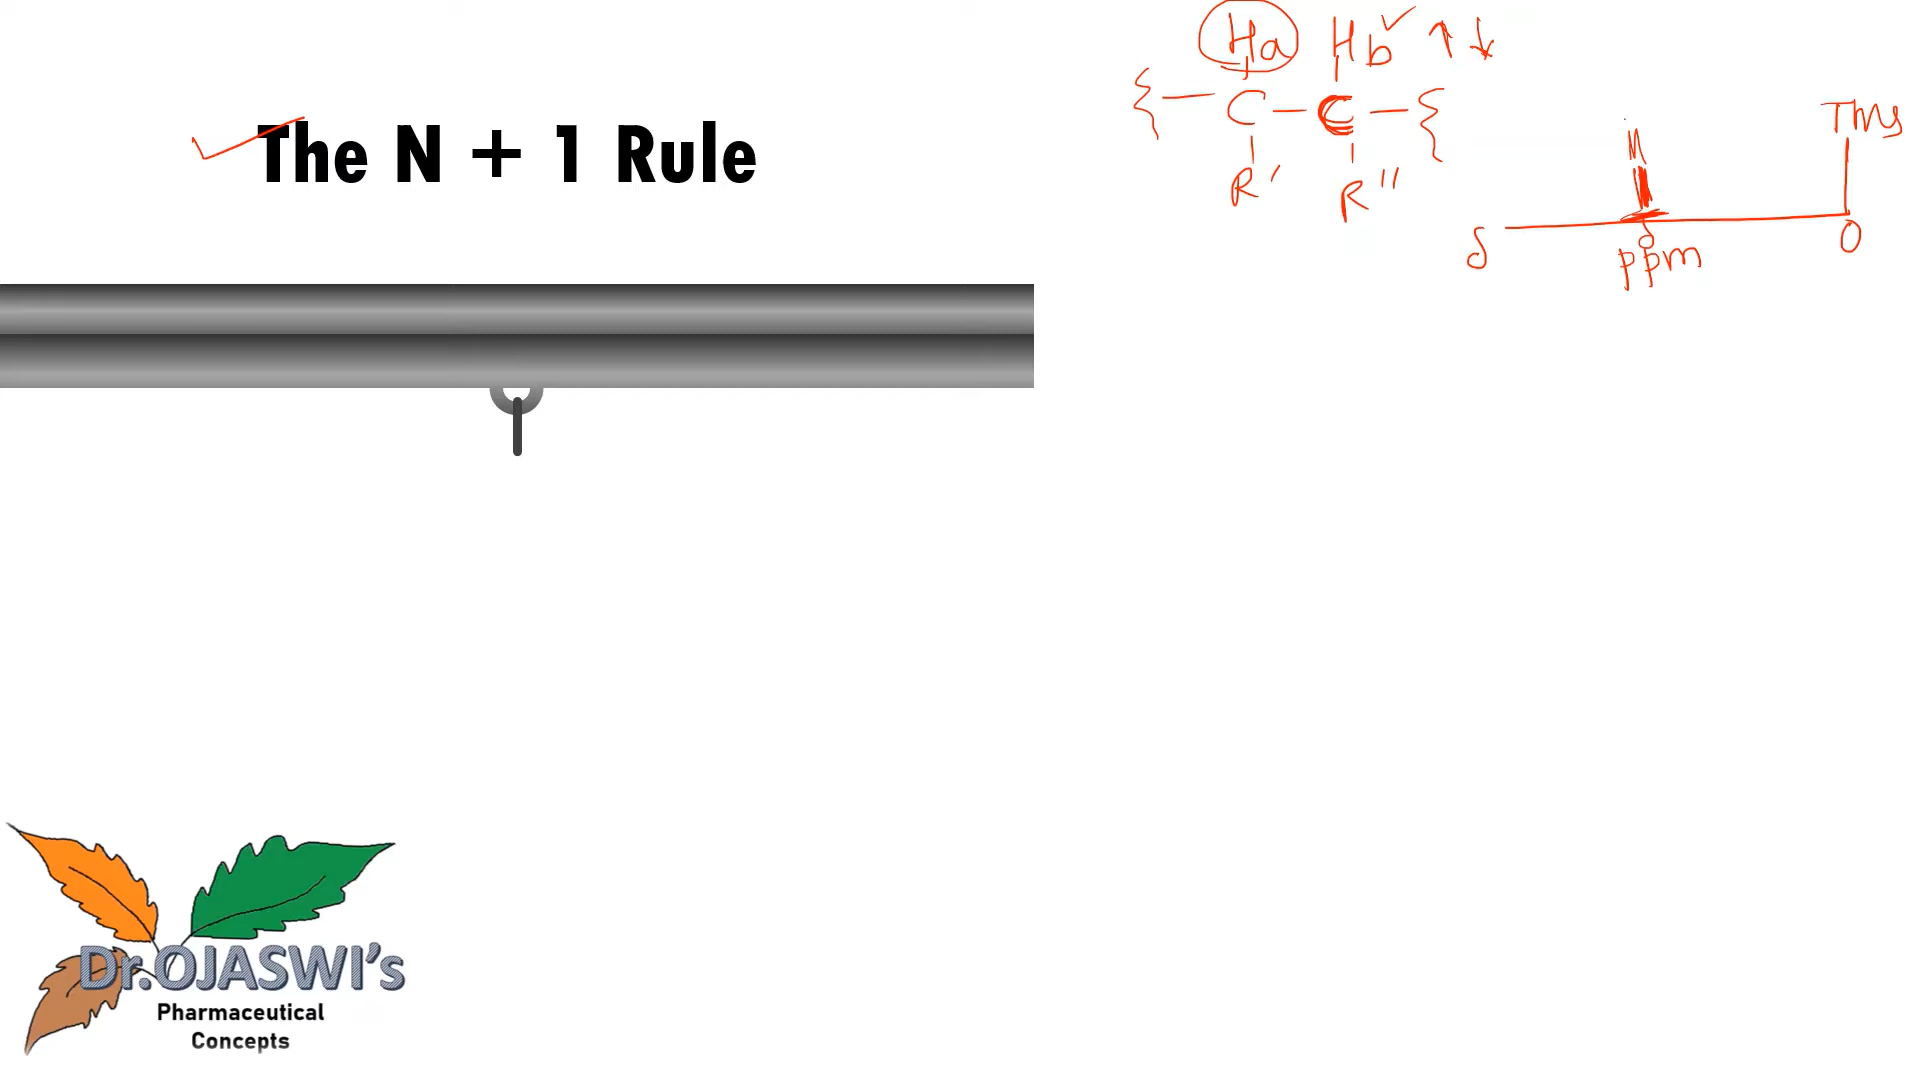 The N + 1 Rule
Ha Hb ↑ ↓
C - C
R' R"
TMS
δ 0
ppm
Dr.OJASWI's
Pharmaceutical
Concepts